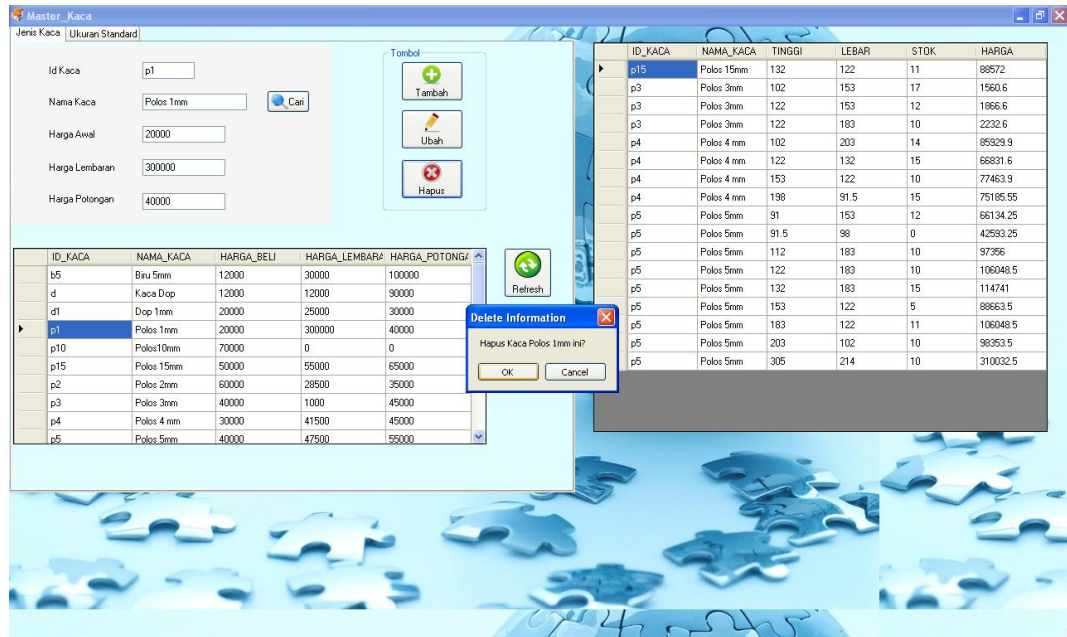 Master_Kaca
Jenis Kaca Ukuran Standard
Id Kaca p1
Nama Kaca Polos 1mm Cari
Harga Awal 20000
Harga Lembaran 300000
Harga Potongan 40000
Tombol
Tambah
Ubah
Hapus
ID_KACA NAMA_KACA HARGA_BELI HARGA_LEMBARA HARGA_POTONGA
b5 Biru 5mm 12000 30000 100000
d Kaca Dop 12000 12000 90000
d1 Dop 1mm 20000 25000 30000
p1 Polos 1mm 20000 300000 40000
p10 Polos10mm 70000 0 0
p15 Polos 15mm 50000 55000 65000
p2 Polos 2mm 60000 28500 35000
p3 Polos 3mm 40000 1000 45000
p4 Polos 4 mm 30000 41500 45000
p5 Polos 5mm 40000 47500 55000
Refresh
Delete Information
Hapus Kaca Polos 1mm ini?
OK Cancel
ID_KACA NAMA_KACA TINGGI LEBAR STOK HARGA
p15 Polos 15mm 132 122 11 88572
p3 Polos 3mm 102 153 17 1560.6
p3 Polos 3mm 122 153 12 1866.6
p3 Polos 3mm 122 183 10 2232.6
p4 Polos 4 mm 102 203 14 85929.9
p4 Polos 4 mm 122 132 15 66831.6
p4 Polos 4 mm 153 122 10 77463.9
p4 Polos 4 mm 198 91.5 15 75185.55
p5 Polos 5mm 91 153 12 66134.25
p5 Polos 5mm 91.5 98 0 42593.25
p5 Polos 5mm 112 183 10 97356
p5 Polos 5mm 122 183 10 106048.5
p5 Polos 5mm 132 183 15 114741
p5 Polos 5mm 153 122 5 88663.5
p5 Polos 5mm 183 122 11 106048.5
p5 Polos 5mm 203 102 10 98353.5
p5 Polos 5mm 305 214 10 310032.5